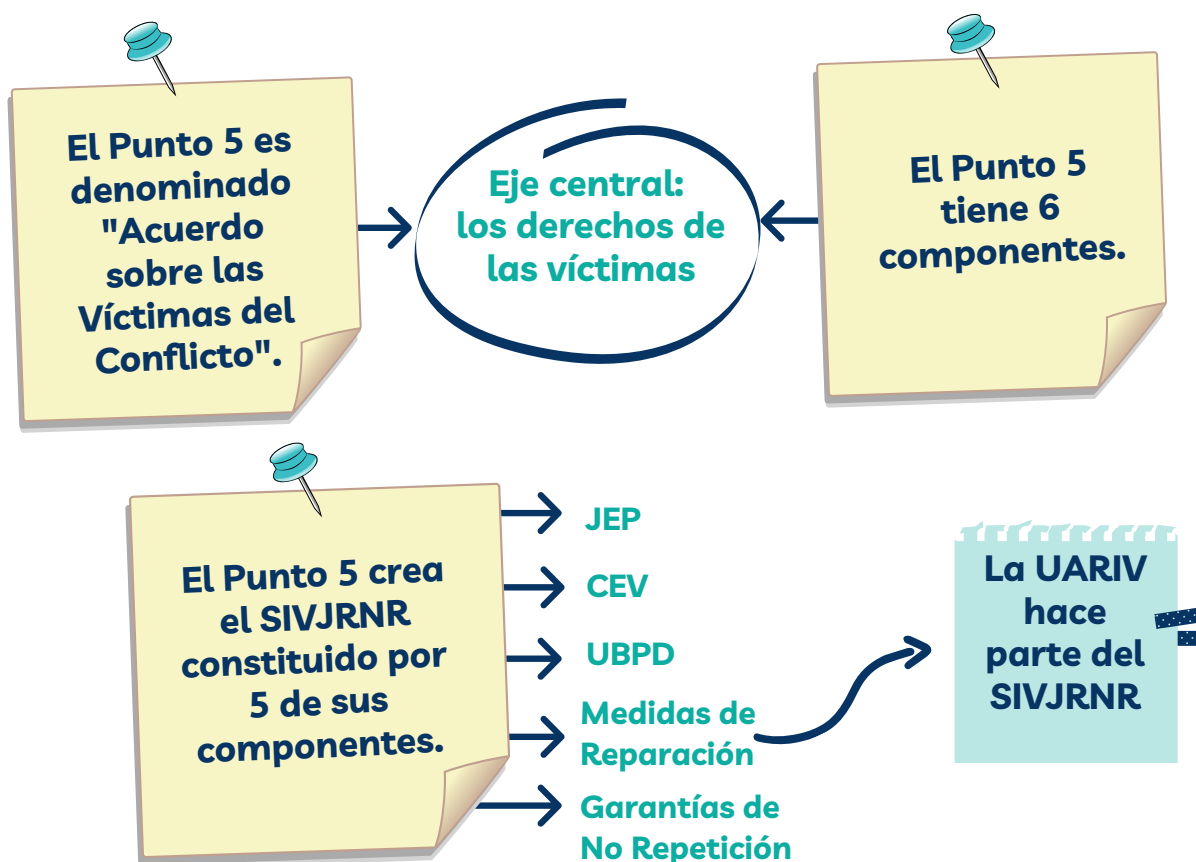 El Punto 5 es
denominado
"Acuerdo
sobre las
Víctimas del
Conflicto".
Eje central:
los derechos de
las víctimas
El Punto 5
tiene 6
componentes.
El Punto 5 crea
el SIVJRNR
constituido por
5 de sus
componentes.
JEP
CEV
UBPD
Medidas de
Reparación
Garantías de
No Repetición
La UARIV
hace
parte del
SIVJRNR